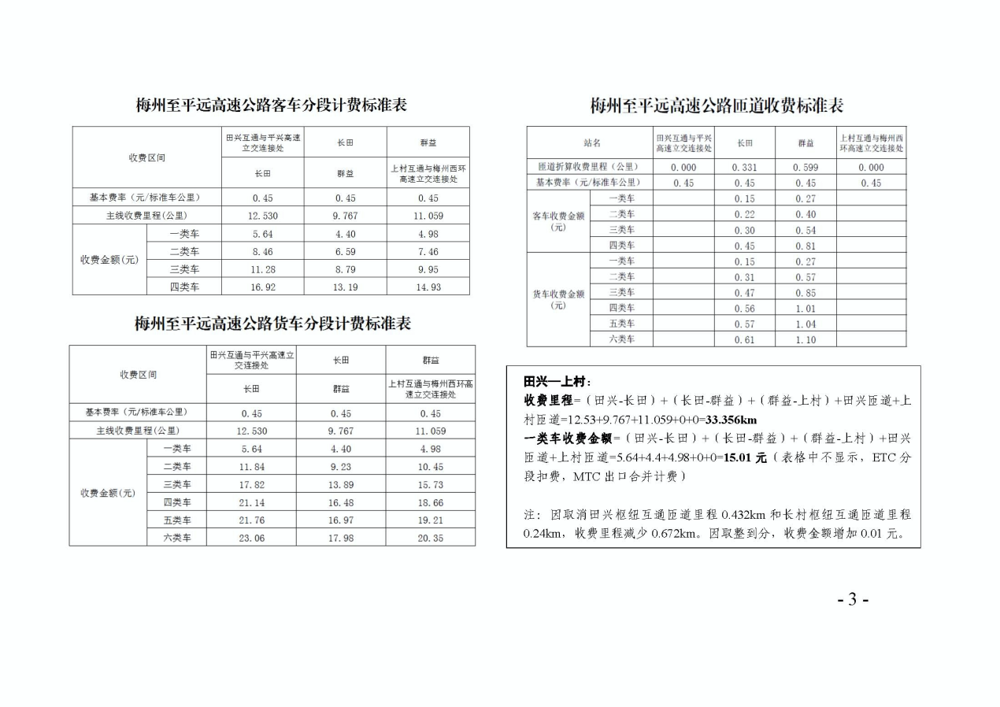 梅州至平远高速公路客车分段计费标准表
收费区间 田兴互通与平兴高速立交连接处 长田 群益
长田 群益 上村互通与梅州西环高速立交连接处
基本费率（元/标准车公里） 0.45 0.45 0.45
主线收费里程(公里) 12.530 9.767 11.059
收费金额(元) 一类车 5.64 4.40 4.98
二类车 8.46 6.59 7.46
三类车 11.28 8.79 9.95
四类车 16.92 13.19 14.93
梅州至平远高速公路货车分段计费标准表
收费区间 田兴互通与平兴高速立交连接处 长田 群益
长田 群益 上村互通与梅州西环高速立交连接处
基本费率（元/标准车公里） 0.45 0.45 0.45
主线收费里程(公里) 12.530 9.767 11.059
收费金额(元) 一类车 5.64 4.40 4.98
二类车 11.84 9.23 10.45
三类车 17.82 13.89 15.73
四类车 21.14 16.48 18.66
五类车 21.76 16.97 19.21
六类车 23.06 17.98 20.35
梅州至平远高速公路匝道收费标准表
站名 田兴互通与平兴高速立交连接处 长田 群益 上村互通与梅州西环高速立交连接处
匝道折算收费里程（公里） 0.000 0.331 0.599 0.000
基本费率（元/标准车公里） 0.45 0.45 0.45 0.45
客车收费金额(元) 一类车 0.15 0.27
二类车 0.22 0.40
三类车 0.30 0.54
四类车 0.45 0.81
货车收费金额(元) 一类车 0.15 0.27
二类车 0.31 0.57
三类车 0.47 0.85
四类车 0.56 1.01
五类车 0.57 1.04
六类车 0.61 1.10
田兴—上村：
收费里程=（田兴-长田）+（长田-群益）+（群益-上村）+田兴匝道+上
村匝道=12.53+9.767+11.059+0+0=33.356km
一类车收费金额=（田兴-长田）+（长田-群益）+（群益-上村）+田兴
匝道+上村匝道=5.64+4.4+4.98+0+0=15.01 元（表格中不显示，ETC 分
段扣费，MTC 出口合并计费）
注：因取消田兴枢纽互通匝道里程 0.432km 和长村枢纽互通匝道里程
0.24km，收费里程减少 0.672km。因取整到分，收费金额增加 0.01 元。
- 3 -